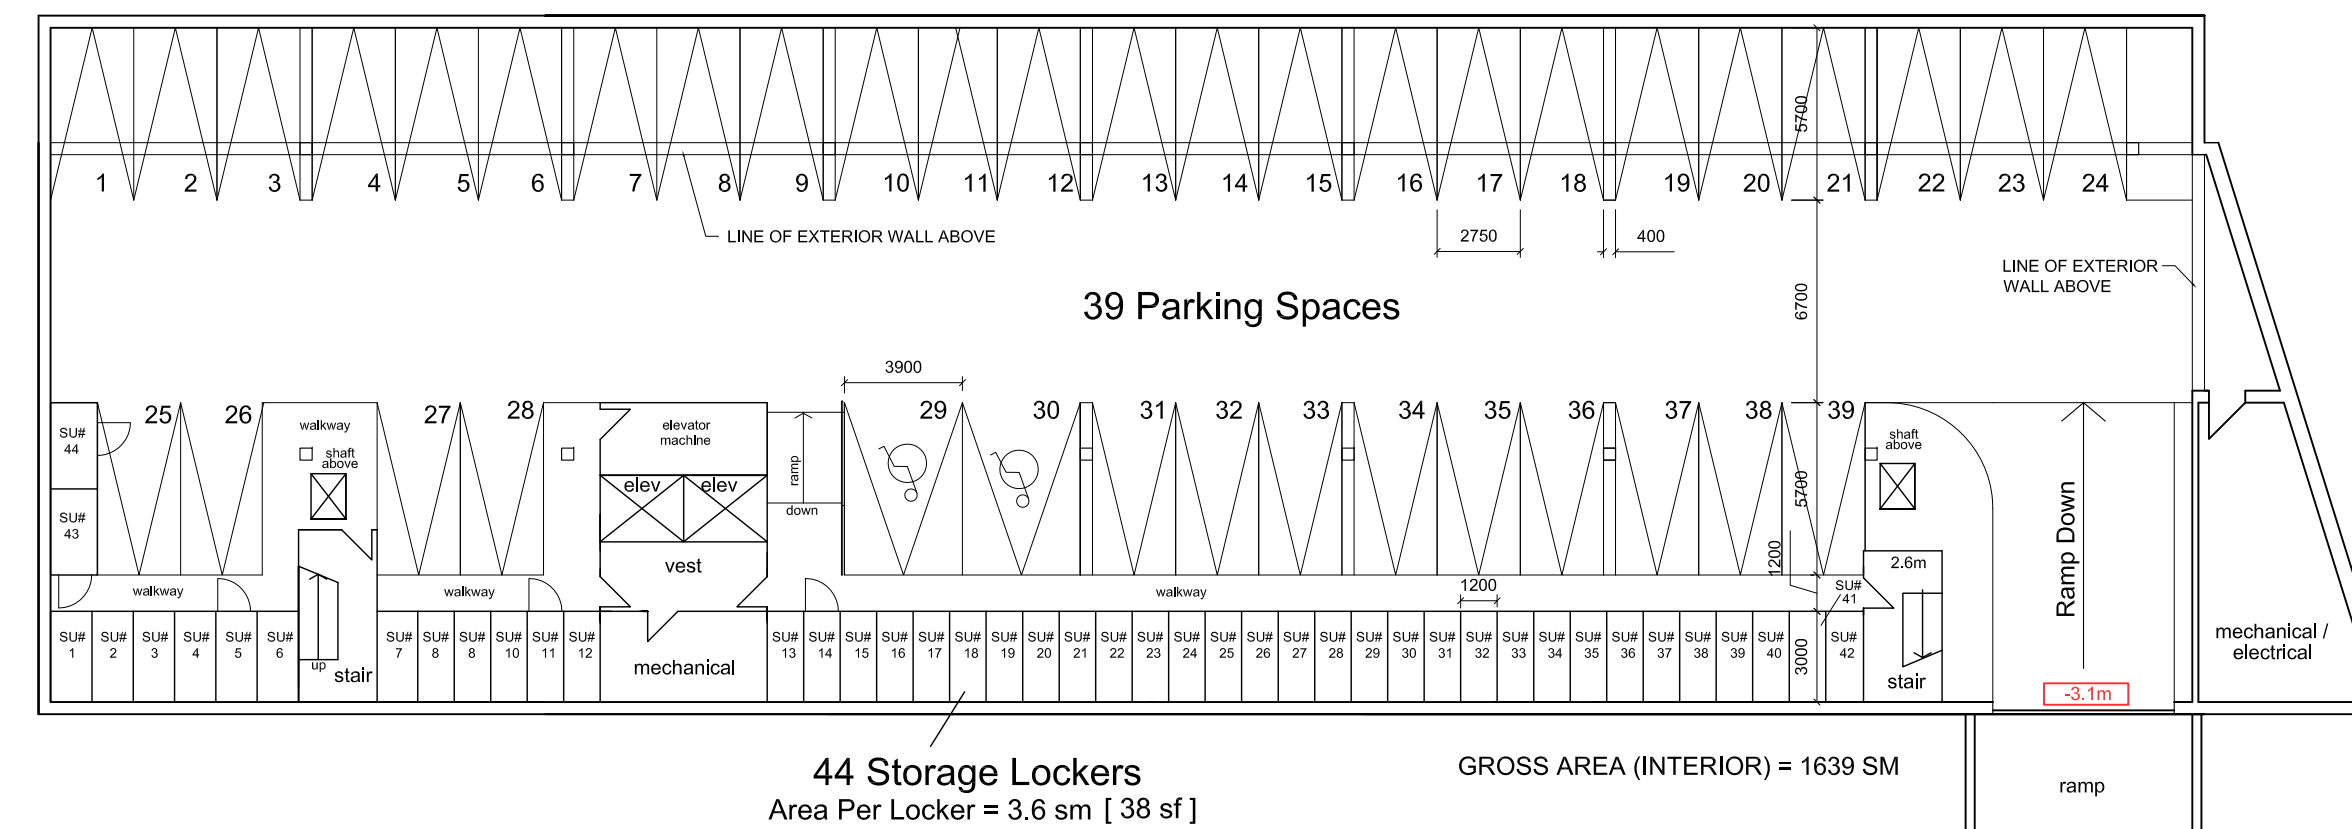 1 2 3 4 5 6 7 8 9 10 11 12 13 14 15 16 17 18 19 20 21 22 23 24
5700
LINE OF EXTERIOR WALL ABOVE
2750
400
LINE OF EXTERIOR
WALL ABOVE
39 Parking Spaces
6700
3900
25 26 27 28 29 30 31 32 33 34 35 36 37 38 39
SU#
44
walkway
shaft
above
elevator
machine
ramp
down
elev
elev
shaft
above
SU#
43
5700
Ramp Down
vest
1200
2.6m
walkway
walkway
walkway
1200
SU#
41
SU# SU# SU# SU# SU# SU# SU# SU# SU# SU# SU# SU# SU# SU# SU# SU# SU# SU# SU# SU# SU# SU# SU# SU# SU# SU# SU# SU# SU# SU# SU# SU# SU# SU# SU# SU# SU# SU# SU# SU# SU#
1 2 3 4 5 6 7 8 8 10 11 12 13 14 15 16 17 18 19 20 21 22 23 24 25 26 27 28 29 30 31 32 33 34 35 36 37 38 39 40 42
3000
up
stair
mechanical
stair
-3.1m
mechanical /
electrical
44 Storage Lockers
Area Per Locker = 3.6 sm [ 38 sf ]
GROSS AREA (INTERIOR) = 1639 SM
ramp